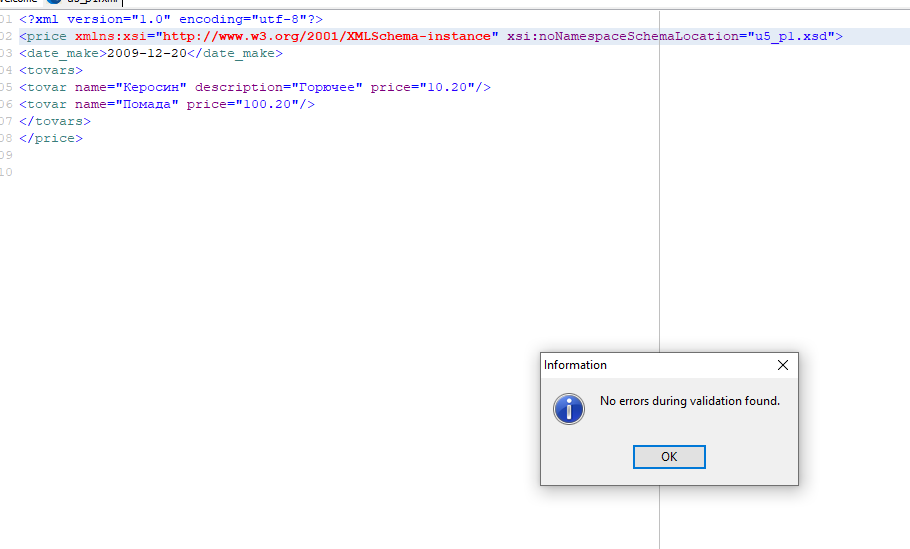 01 <?xml version="1.0" encoding="utf-8"?>
02 <price xmlns:xsi="http://www.w3.org/2001/XMLSchema-instance" xsi:noNamespaceSchemaLocation="u5_p1.xsd">
03 <date_make>2009-12-20</date_make>
04 <tovars>
05 <tovar name="Керосин" description="Горючее" price="10.20"/>
06 <tovar name="Помада" price="100.20"/>
07 </tovars>
08 </price>
09
10
Information
No errors during validation found.
OK